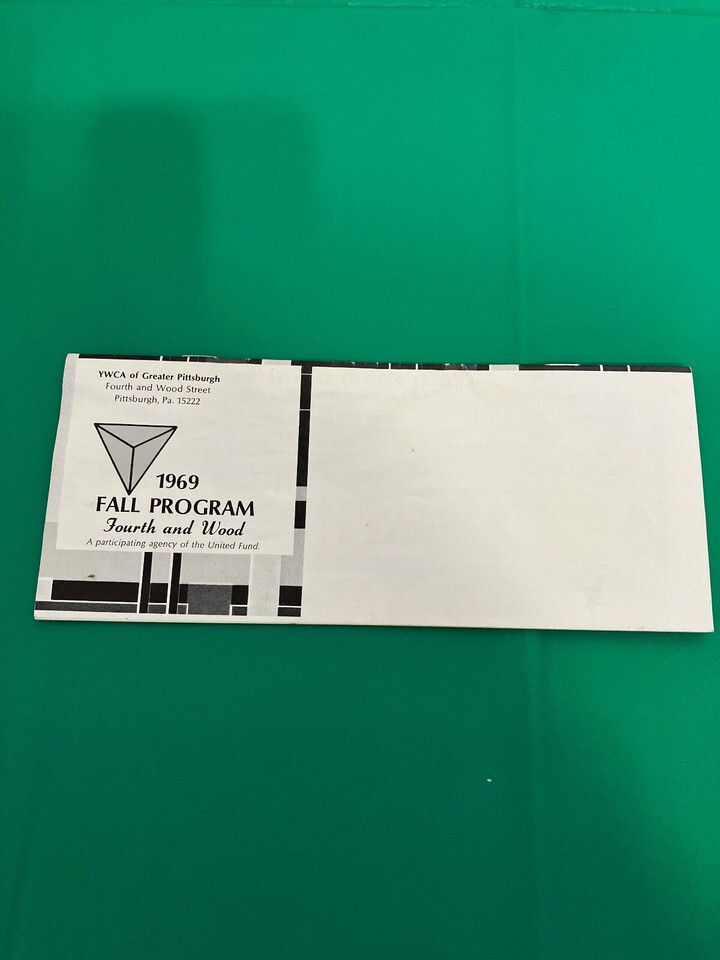 YWCA of Greater Pittsburgh
Fourth and Wood Street
Pittsburgh, Pa. 15222
1969
FALL PROGRAM
Fourth and Wood
A participating agency of the United Fund.